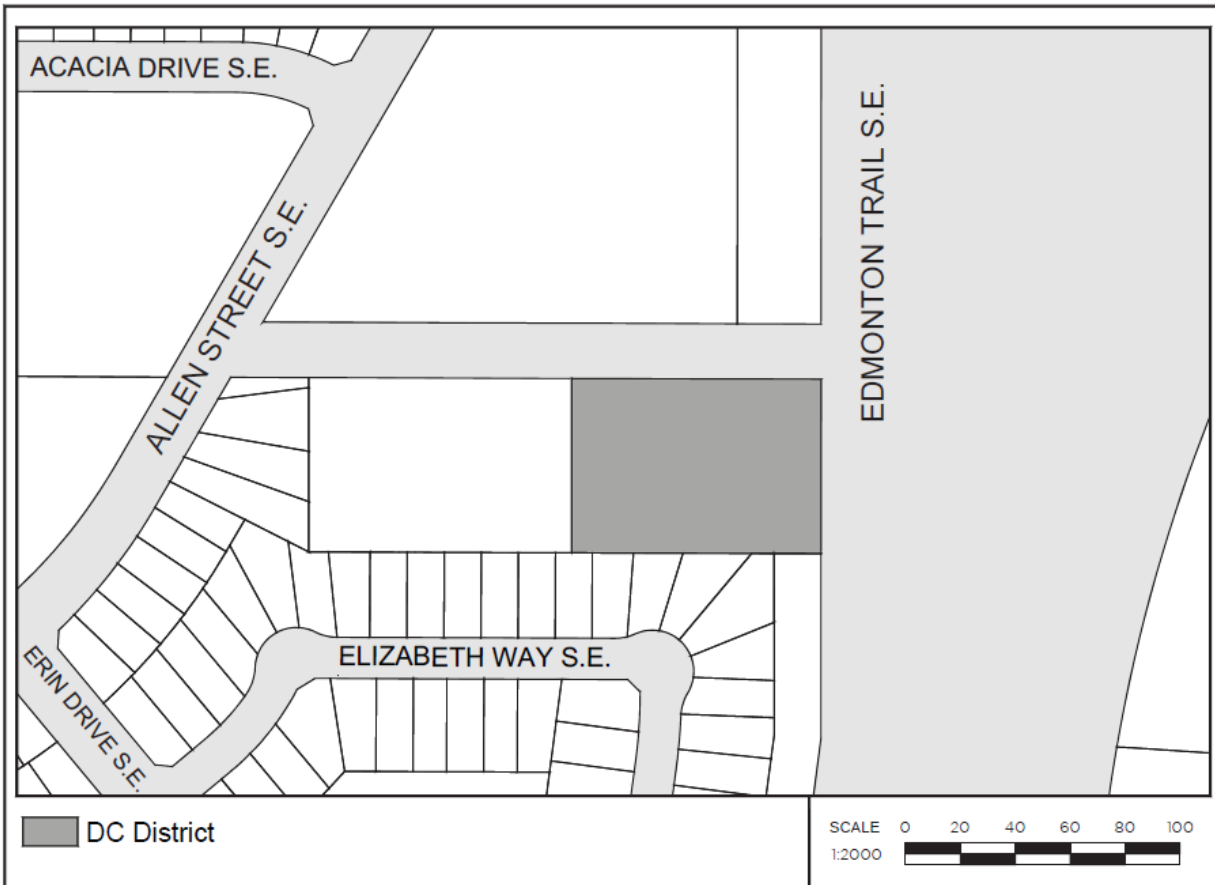 ACACIA DRIVE S.E.
EDMONTON TRAIL S.E.
ALLEN STREET S.E.
ELIZABETH WAY S.E.
ERIN DRIVE S.E.
DC District
SCALE 0 20 40 60 80 100
1:2000